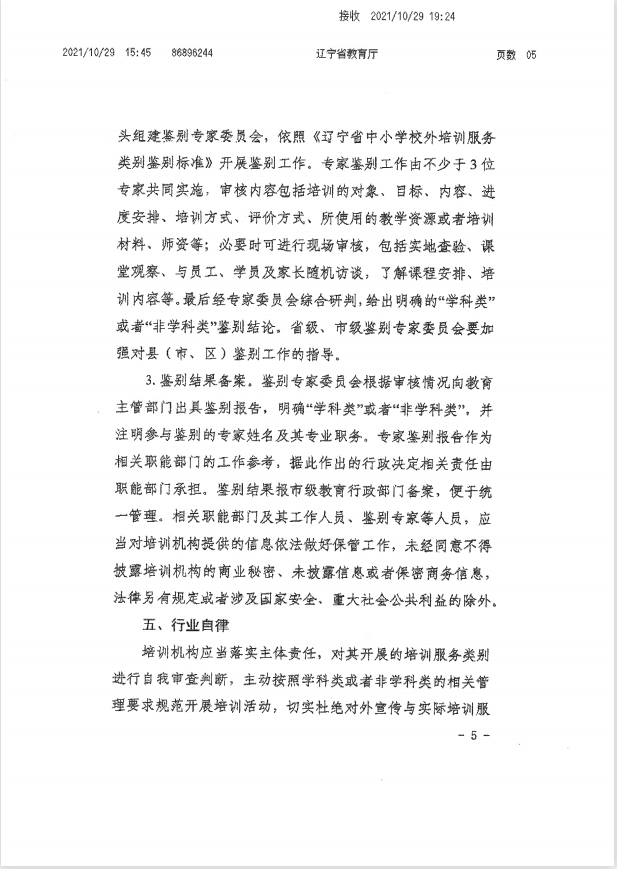 接收 2021/10/29 19:24
2021/10/29 15:45 86896244 辽宁省教育厅 页数 05
头组建鉴别专家委员会，依照《辽宁省中小学校外培训服务
类别鉴别标准》开展鉴别工作。专家鉴别工作由不少于 3 位
专家共同实施，审核内容包括培训的对象、目标、内容、进
度安排、培训方式、评价方式、所使用的教学资源或者培训
材料、师资等；必要时可进行现场审核，包括实地查验、课
堂观察、与员工、学员及家长随机访谈，了解课程安排、培
训内容等。最后经专家委员会综合研判，给出明确的“学科类”
或者“非学科类”鉴别结论。省级、市级鉴别专家委员会要加
强对县（市、区）鉴别工作的指导。
3. 鉴别结果备案。鉴别专家委员会根据审核情况向教育
主管部门出具鉴别报告，明确“学科类”或者“非学科类”，并
注明参与鉴别的专家姓名及其专业职务。专家鉴别报告作为
相关职能部门的工作参考，据此作出的行政决定相关责任由
职能部门承担。鉴别结果报市级教育行政部门备案，便于统
一管理。相关职能部门及其工作人员、鉴别专家等人员，应
当对培训机构提供的信息依法做好保管工作，未经同意不得
披露培训机构的商业秘密、未披露信息或者保密商务信息，
法律另有规定或者涉及国家安全、重大社会公共利益的除外。
五、行业自律
培训机构应当落实主体责任，对其开展的培训服务类别
进行自我审查判断，主动按照学科类或者非学科类的相关管
理要求规范开展培训活动，切实杜绝对外宣传与实际培训服
- 5 -